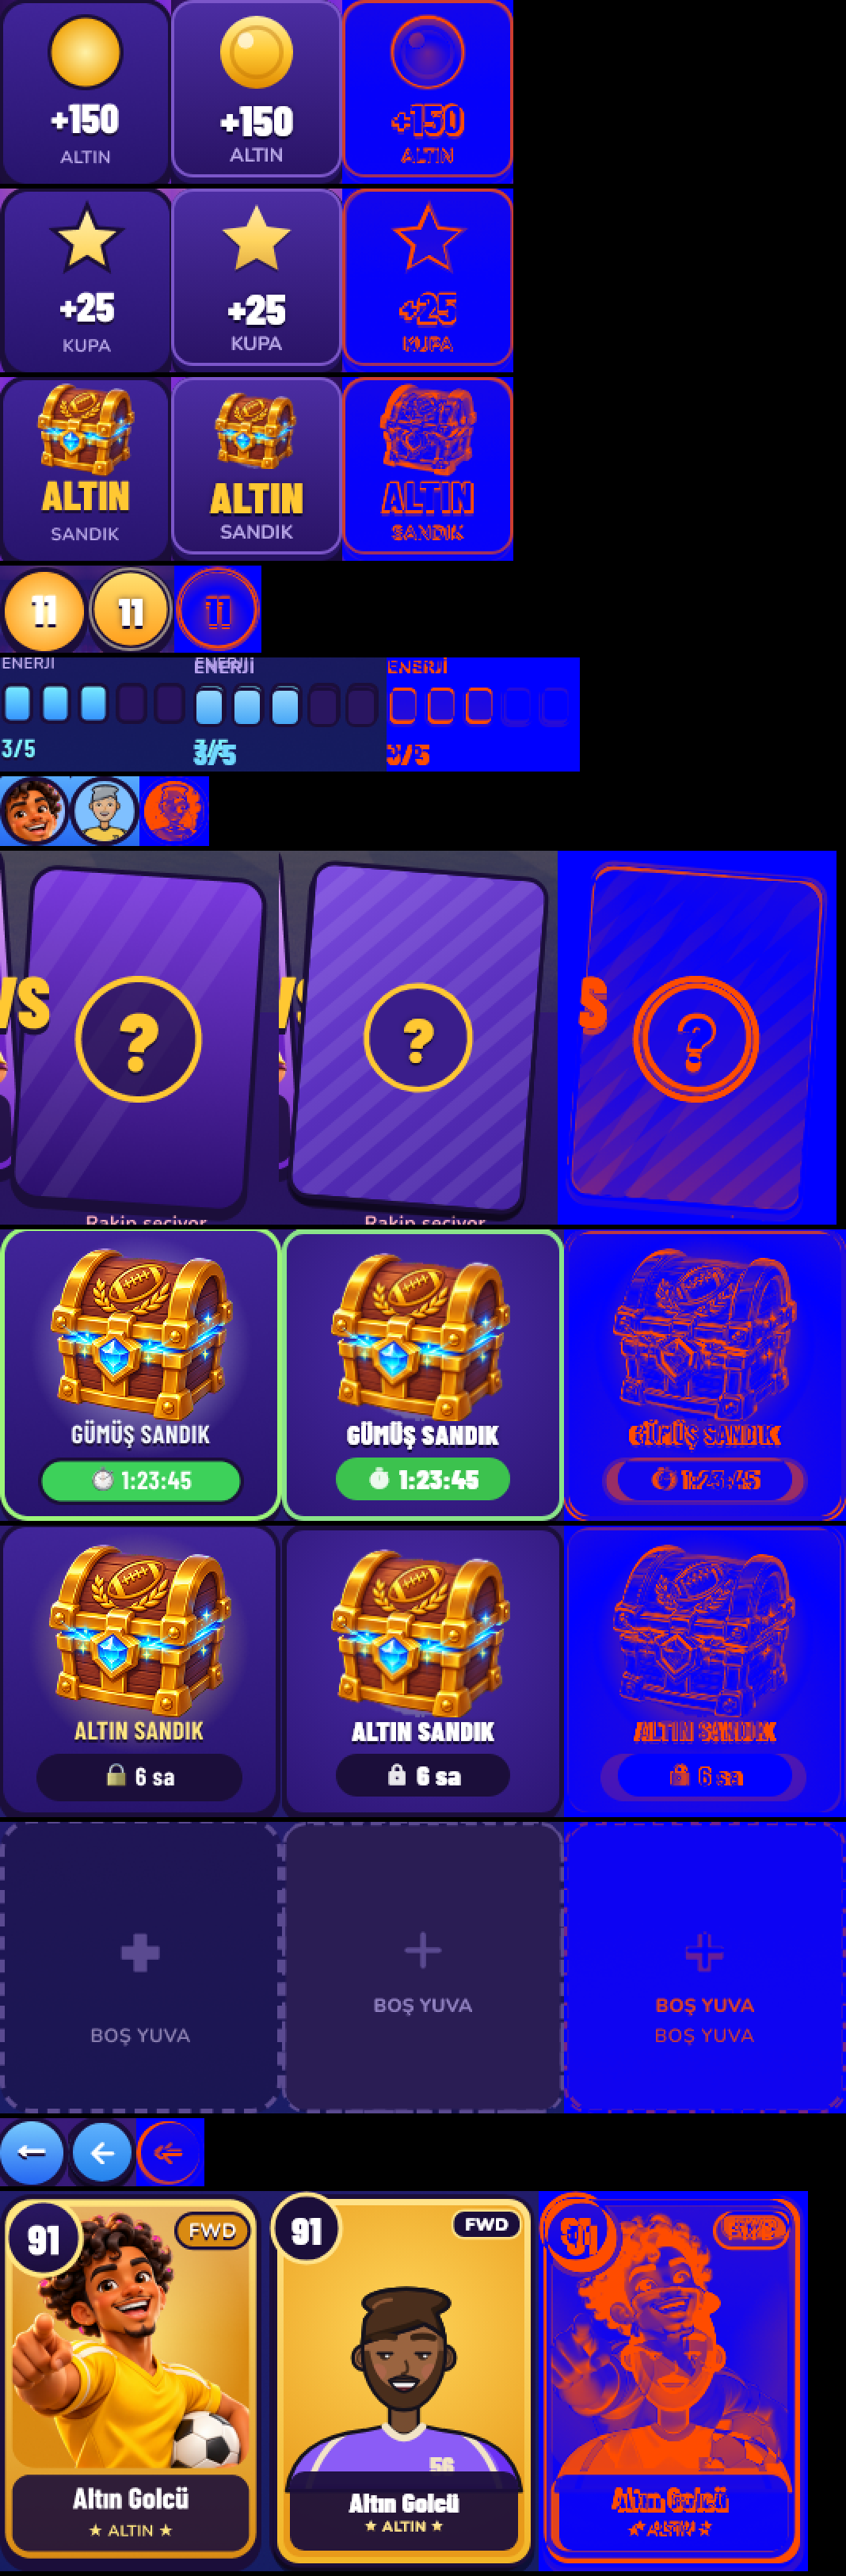 +150 +150 +150
ALTIN ALTIN ALTIN
+25 +25 +25
KUPA KUPA KUPA
ALTIN ALTIN ALTIN
SANDIK SANDIK SANDIK
11 11 11
ENERJI ENERJİ ENERJİ
3/5 3/5 3/5
VS VS S
? ? ?
Rakip seçiyor Rakip seçiyor
GÜMÜŞ SANDIK GÜMÜŞ SANDIK GÜMÜŞ SANDIK
1:23:45 1:23:45 1:23:45
ALTIN SANDIK ALTIN SANDIK ALTIN SANDIK
6 sa 6 sa 6 sa
BOŞ YUVA BOŞ YUVA BOŞ YUVA
BOŞ YUVA
91 FWD 91 FWD 91
56
Altın Golcü Altın Golcü Altın Golcü
★ ALTIN ★ ★ ALTIN ★ ★ ALTIN ★